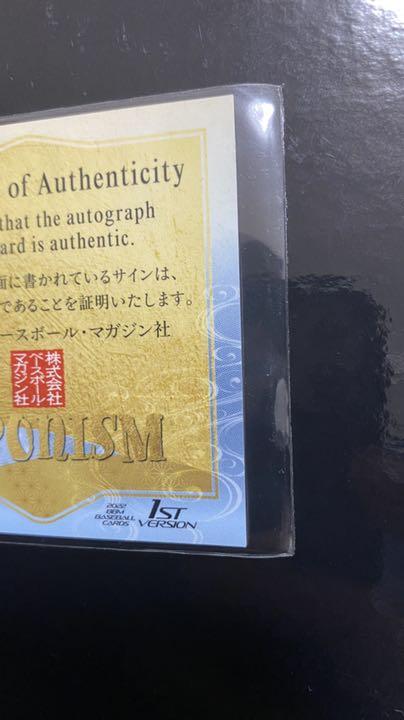 of Authenticity
that the autograph
ard is authentic.
面に書かれているサインは、
であることを証明いたします。
ースボール・マガジン社
株式会社
ベースボール
マガジン社
PONISM
2022
BBM
BASEBALL
CARDS
1ST
VERSION